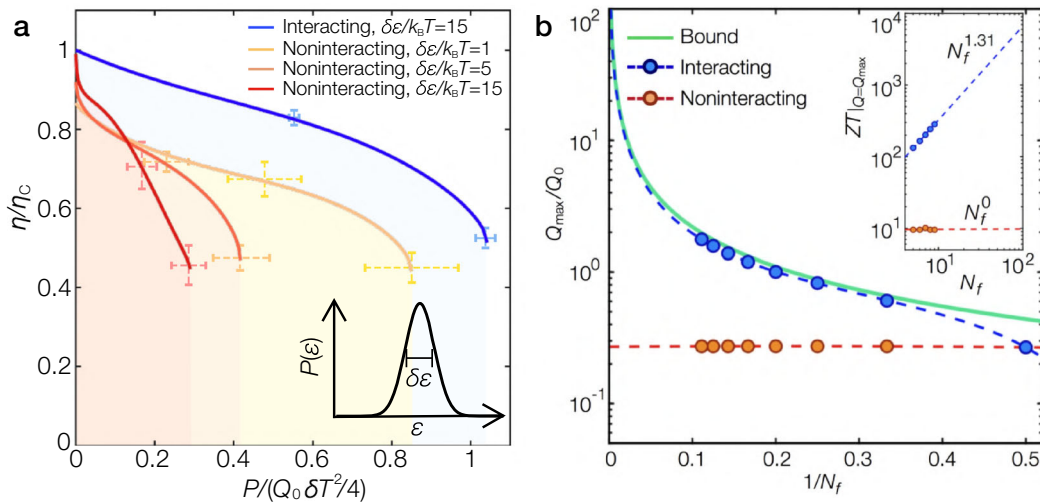 a
Interacting, δε/k_BT=15
Noninteracting, δε/k_BT=1
Noninteracting, δε/k_BT=5
Noninteracting, δε/k_BT=15
η/η_C
1
0.8
0.6
0.4
0.2
0
P(ε)
δε
ε
0 0.2 0.4 0.6 0.8 1
P/(Q_0 δT^2/4)
b
Bound
Interacting
Noninteracting
Q_max/Q_0
10^2
10^1
10^0
10^-1
ZT|_Q=Q_max
10^4
10^3
10^2
10^1
N_f^1.31
N_f^0
10^1 10^2
N_f
0 0.1 0.2 0.3 0.4 0.5
1/N_f